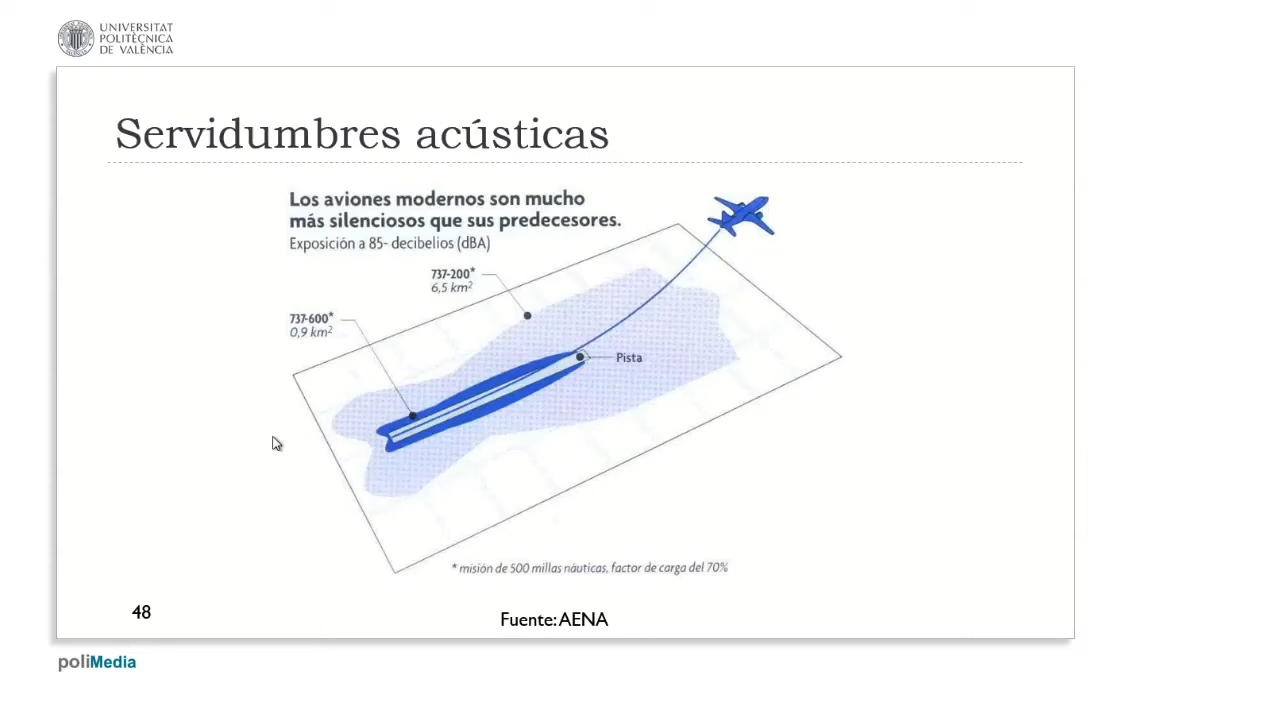 UNIVERSITAT
POLITÈCNICA
DE VALÈNCIA
Servidumbres acústicas
Los aviones modernos son mucho
más silenciosos que sus predecesores.
Exposición a 85- decibelios (dBA)
737-200*
6,5 km²
737-600*
0,9 km²
Pista
* misión de 500 millas náuticas, factor de carga del 70%
48
Fuente: AENA
poliMedia